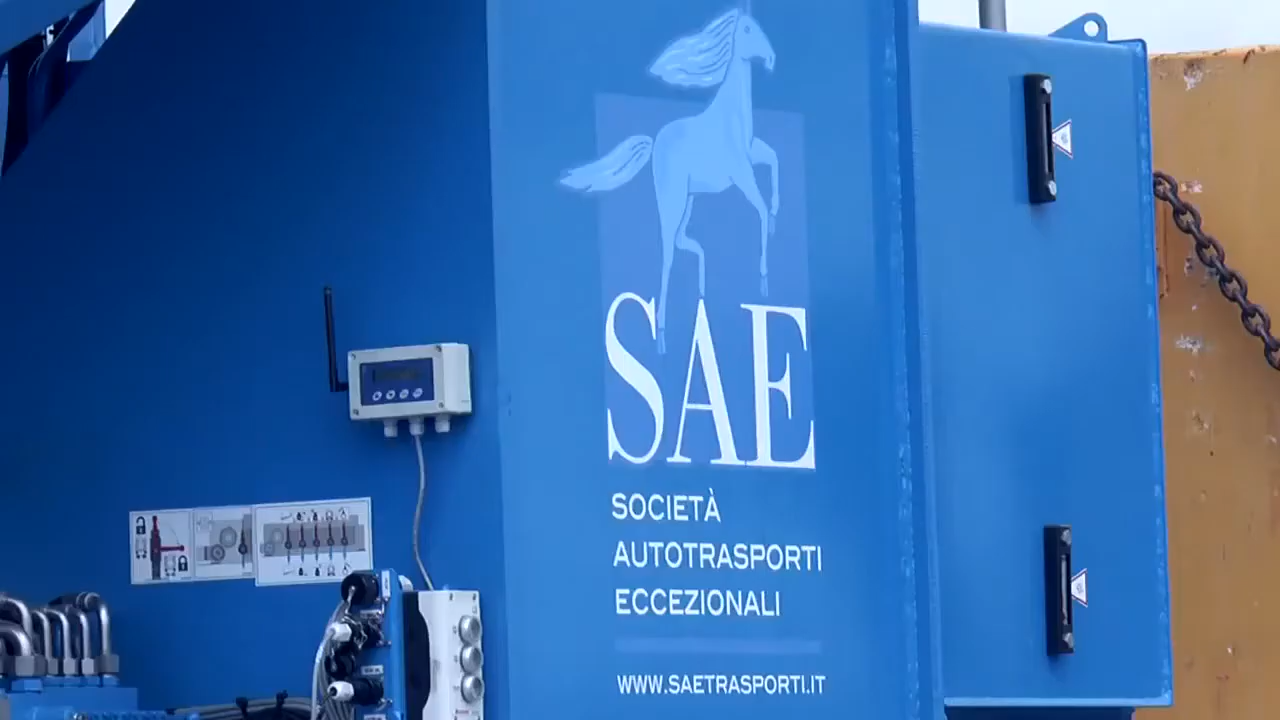 SAE
SOCIETÀ
AUTOTRASPORTI
ECCEZIONALI
WWW.SAETRASPORTI.IT